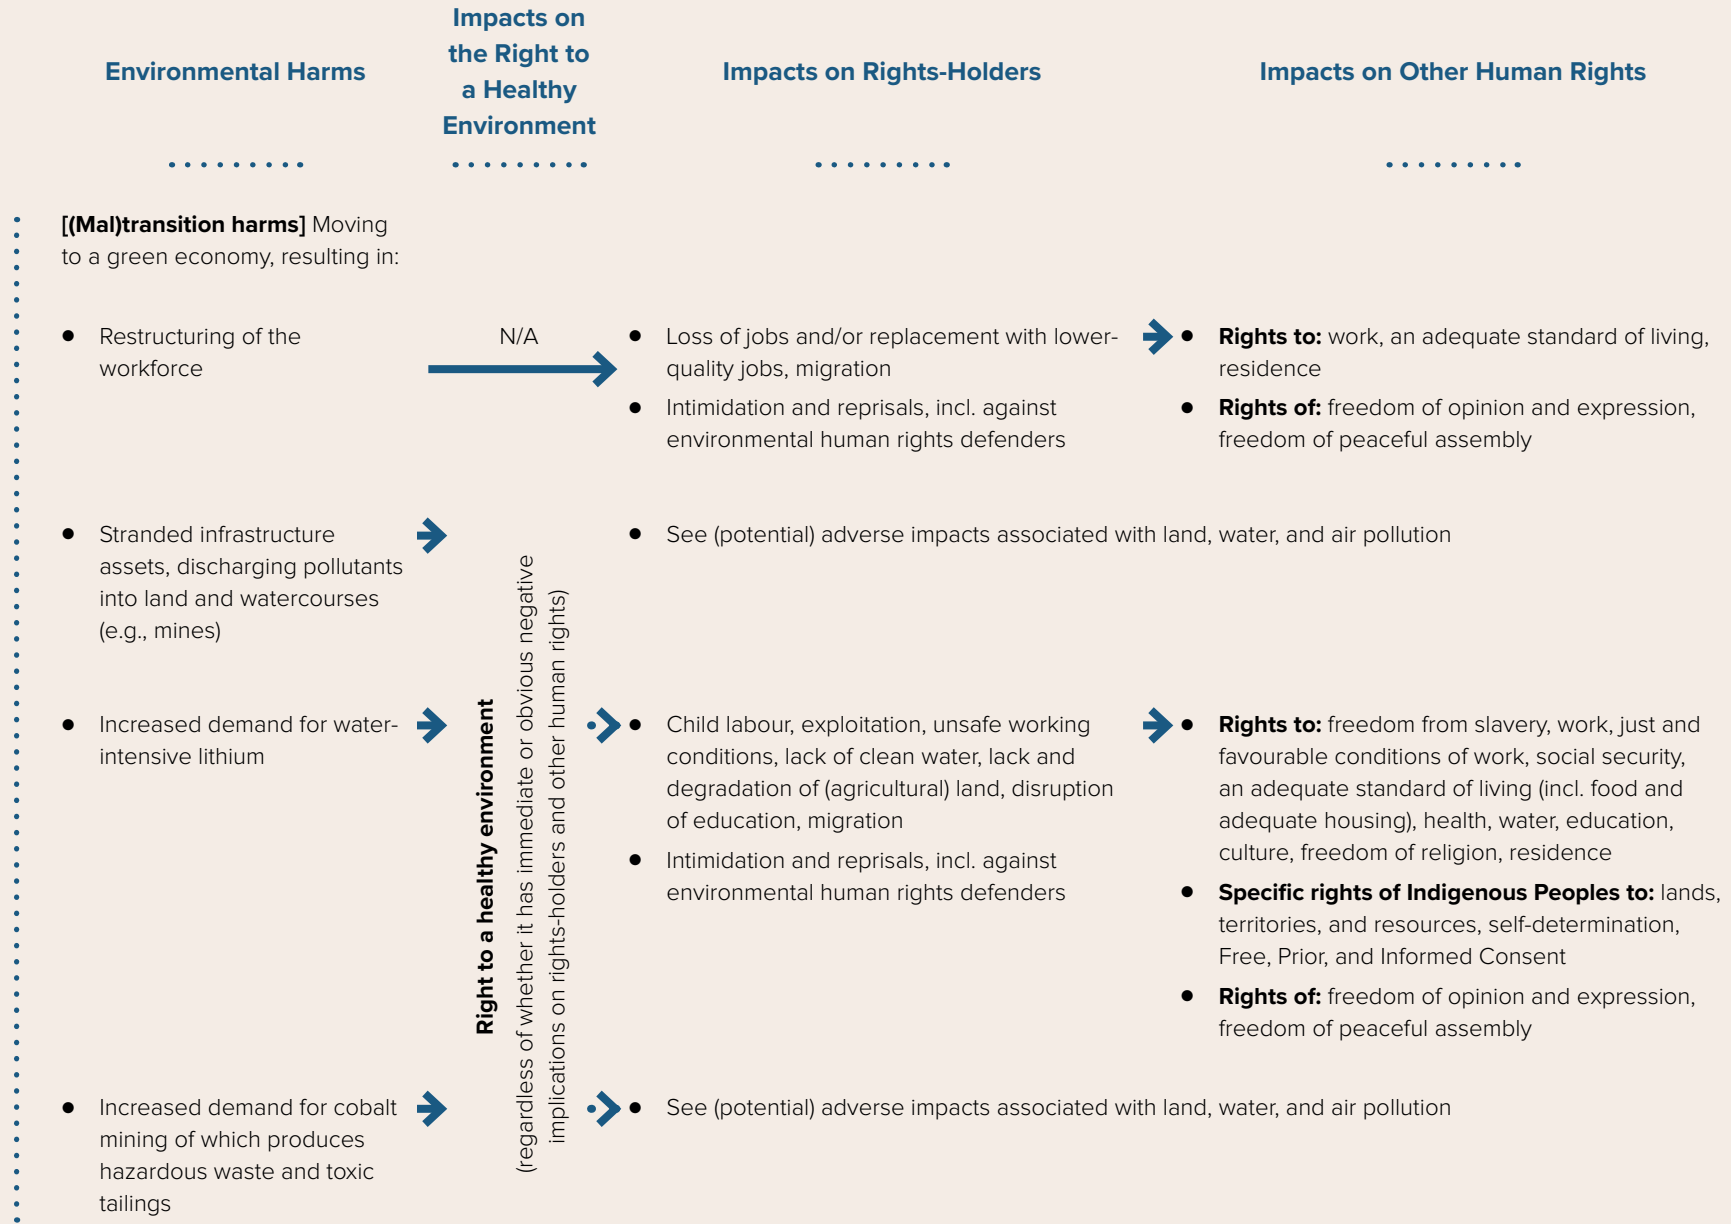 Environmental Harms
Impacts on
the Right to
a Healthy
Environment
Impacts on Rights-Holders
Impacts on Other Human Rights
[(Mal)transition harms] Moving
to a green economy, resulting in:
• Restructuring of the
workforce
N/A
• Loss of jobs and/or replacement with lower-
quality jobs, migration
• Intimidation and reprisals, incl. against
environmental human rights defenders
• Rights to: work, an adequate standard of living,
residence
• Rights of: freedom of opinion and expression,
freedom of peaceful assembly
• Stranded infrastructure
assets, discharging pollutants
into land and watercourses
(e.g., mines)
Right to a healthy environment
(regardless of whether it has immediate or obvious negative
implications on rights-holders and other human rights)
• See (potential) adverse impacts associated with land, water, and air pollution
• Increased demand for water-
intensive lithium
• Child labour, exploitation, unsafe working
conditions, lack of clean water, lack and
degradation of (agricultural) land, disruption
of education, migration
• Intimidation and reprisals, incl. against
environmental human rights defenders
• Rights to: freedom from slavery, work, just and
favourable conditions of work, social security,
an adequate standard of living (incl. food and
adequate housing), health, water, education,
culture, freedom of religion, residence
• Specific rights of Indigenous Peoples to: lands,
territories, and resources, self-determination,
Free, Prior, and Informed Consent
• Rights of: freedom of opinion and expression,
freedom of peaceful assembly
• Increased demand for cobalt
mining of which produces
hazardous waste and toxic
tailings
• See (potential) adverse impacts associated with land, water, and air pollution